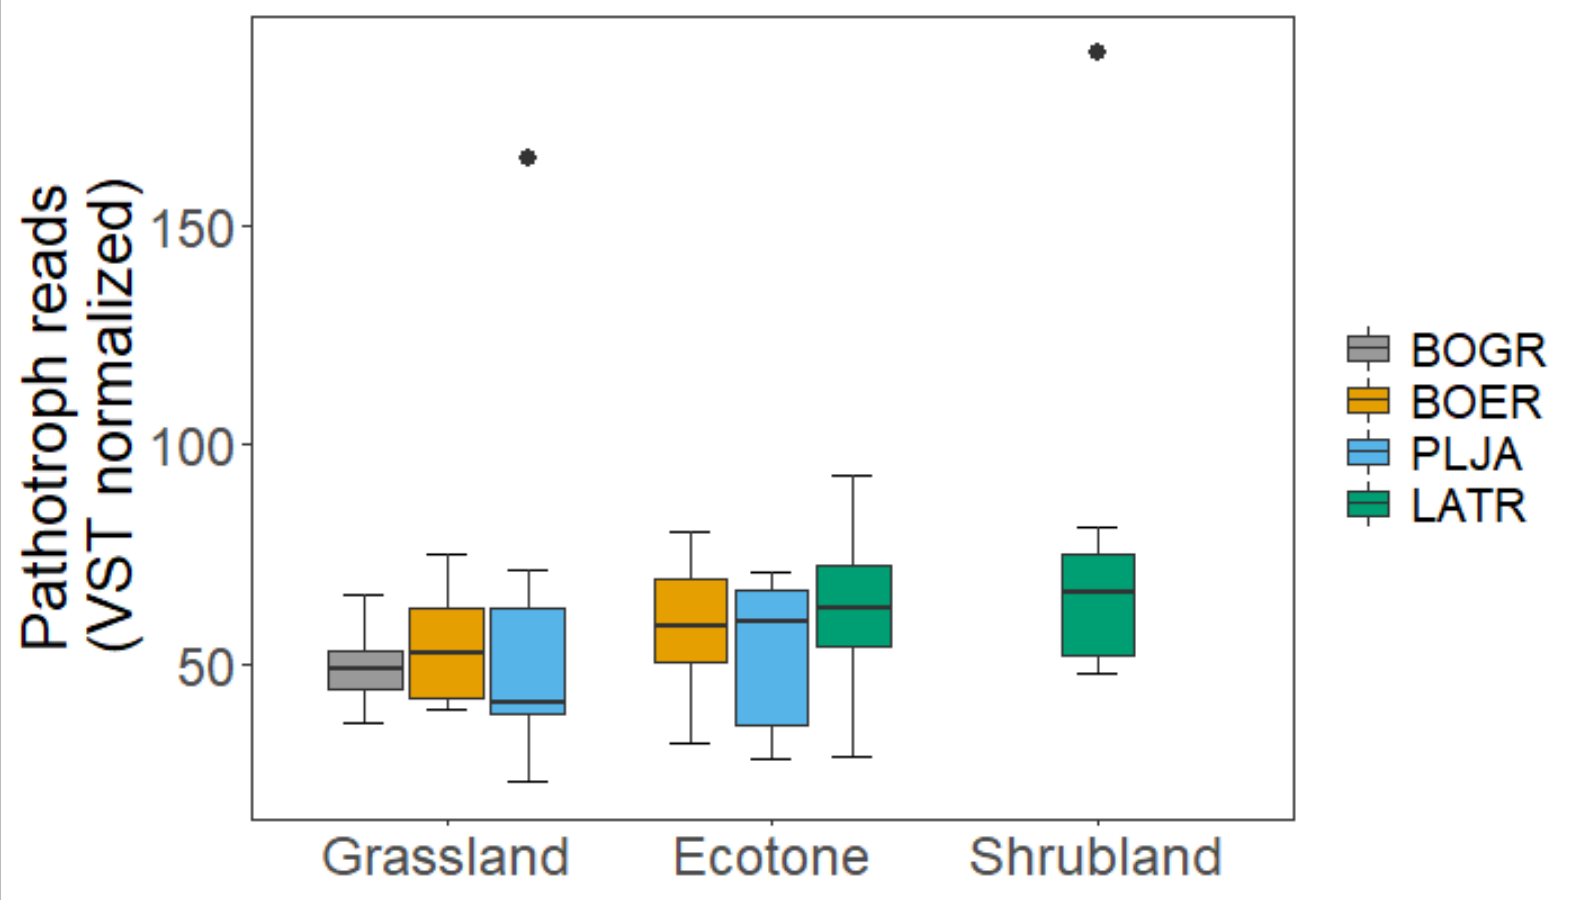 Pathotroph reads
(VST normalized)
150
100
50
Grassland
Ecotone
Shrubland
BOGR
BOER
PLJA
LATR